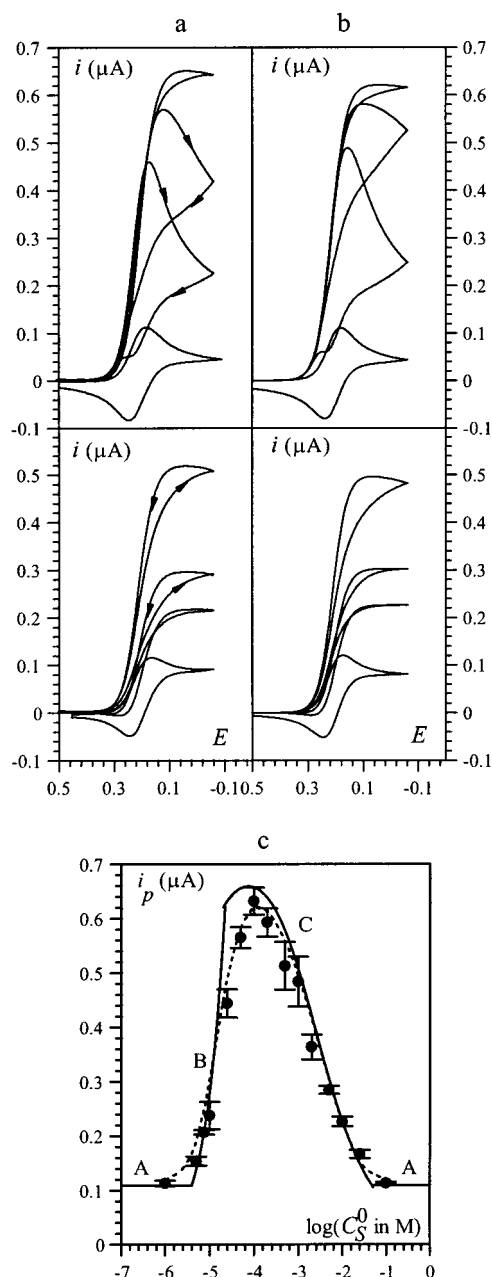 a b
0.7 0.7
i (μA) i (μA)
0.6 0.6
0.5 0.5
0.4 0.4
0.3 0.3
0.2 0.2
0.1 0.1
0 0
-0.1 -0.1
i (μA) i (μA)
0.5 0.5
0.4 0.4
0.3 0.3
0.2 0.2
0.1 0.1
0 0
E E
-0.1 -0.1
0.5 0.3 0.1 -0.1 0.5 0.3 0.1 -0.1
c
0.7
i_p (μA)
0.6
C
0.5
0.4
0.3
B
0.2
A A
0.1
log(C_S^0 in M)
0
-7 -6 -5 -4 -3 -2 -1 0